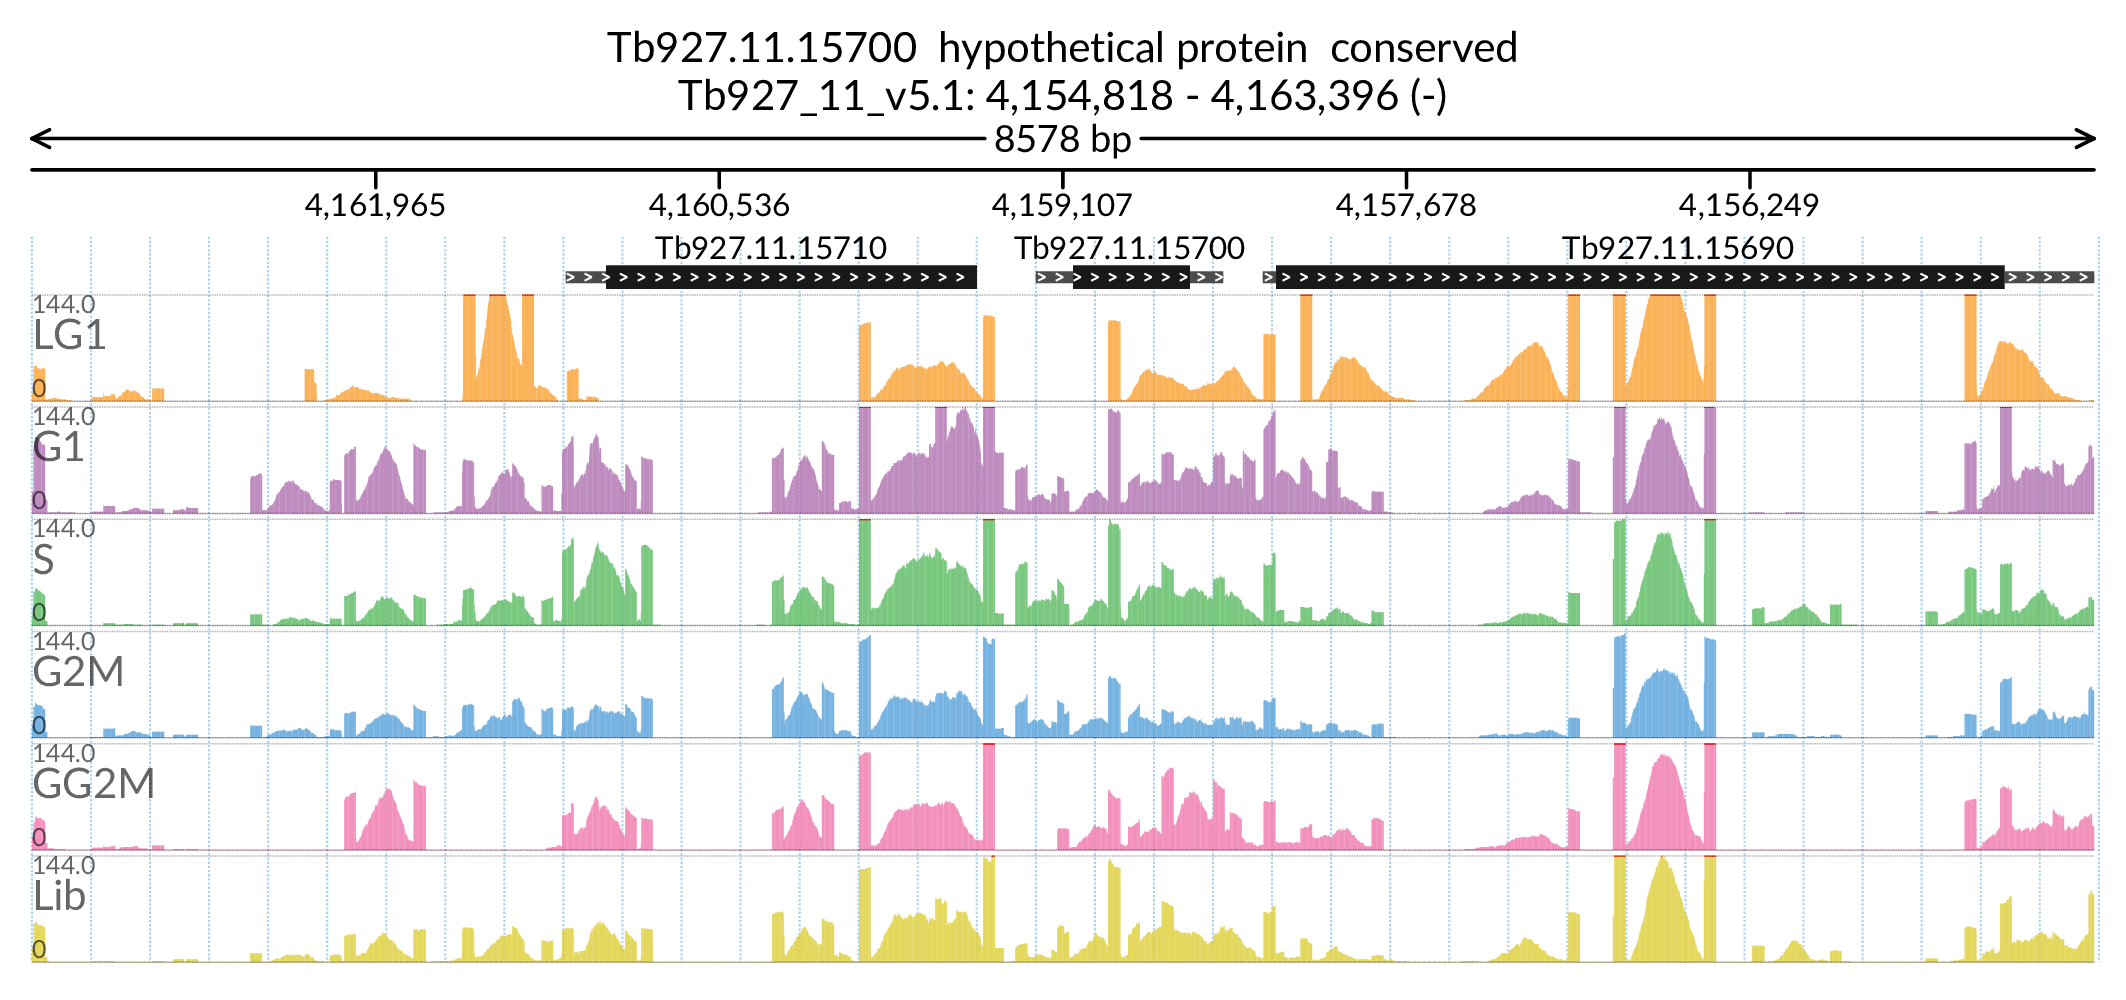 Tb927.11.15700 hypothetical protein conserved
Tb927_11_v5.1: 4,154,818 - 4,163,396 (-)
8578 bp
4,161,965 4,160,536 4,159,107 4,157,678 4,156,249
Tb927.11.15710 Tb927.11.15700 Tb927.11.15690
144.0
LG1
0
144.0
G1
0
144.0
S
0
144.0
G2M
0
144.0
GG2M
0
144.0
Lib
0